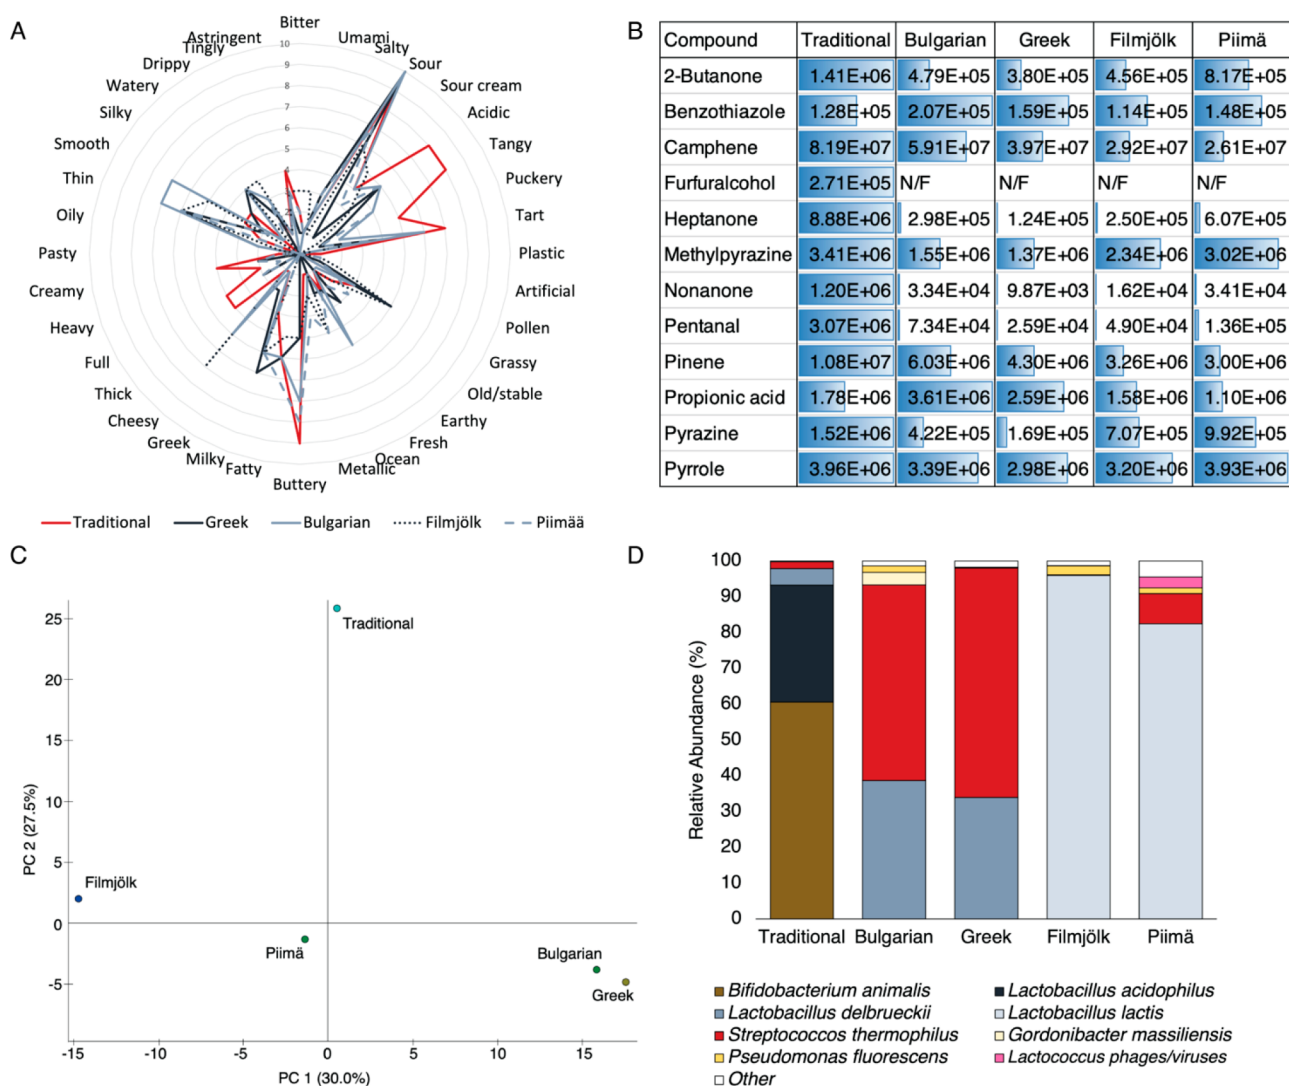 A
Bitter
Umami
Salty
Sour
Sour cream
Acidic
Tangy
Puckery
Tart
Plastic
Artificial
Pollen
Grassy
Old/stable
Earthy
Fresh
Ocean
Metallic
Buttery
Fatty
Milky
Greek
Cheesy
Thick
Full
Heavy
Creamy
Pasty
Oily
Thin
Smooth
Silky
Watery
Drippy
Tingly
Astringent
10
9
8
7
6
5
4
Traditional Greek Bulgarian Filmjölk Piimää
B
Compound Traditional Bulgarian Greek Filmjölk Piimä
2-Butanone 1.41E+06 4.79E+05 3.80E+05 4.56E+05 8.17E+05
Benzothiazole 1.28E+05 2.07E+05 1.59E+05 1.14E+05 1.48E+05
Camphene 8.19E+07 5.91E+07 3.97E+07 2.92E+07 2.61E+07
Furfuralcohol 2.71E+05 N/F N/F N/F N/F
Heptanone 8.88E+06 2.98E+05 1.24E+05 2.50E+05 6.07E+05
Methylpyrazine 3.41E+06 1.55E+06 1.37E+06 2.34E+06 3.02E+06
Nonanone 1.20E+06 3.34E+04 9.87E+03 1.62E+04 3.41E+04
Pentanal 3.07E+06 7.34E+04 2.59E+04 4.90E+04 1.36E+05
Pinene 1.08E+07 6.03E+06 4.30E+06 3.26E+06 3.00E+06
Propionic acid 1.78E+06 3.61E+06 2.59E+06 1.58E+06 1.10E+06
Pyrazine 1.52E+06 4.22E+05 1.69E+05 7.07E+05 9.92E+05
Pyrrole 3.96E+06 3.39E+06 2.98E+06 3.20E+06 3.93E+06
C
PC 2 (27.5%)
25
20
15
10
5
0
-5
Traditional
Filmjölk
Piimä
Bulgarian
Greek
-15 -10 -5 0 5 10 15
PC 1 (30.0%)
D
Relative Abundance (%)
100
90
80
70
60
50
40
30
20
10
0
Traditional Bulgarian Greek Filmjölk Piimä
Bifidobacterium animalis
Lactobacillus acidophilus
Lactobacillus delbrueckii
Lactobacillus lactis
Streptococcos thermophilus
Gordonibacter massiliensis
Pseudomonas fluorescens
Lactococcus phages/viruses
Other